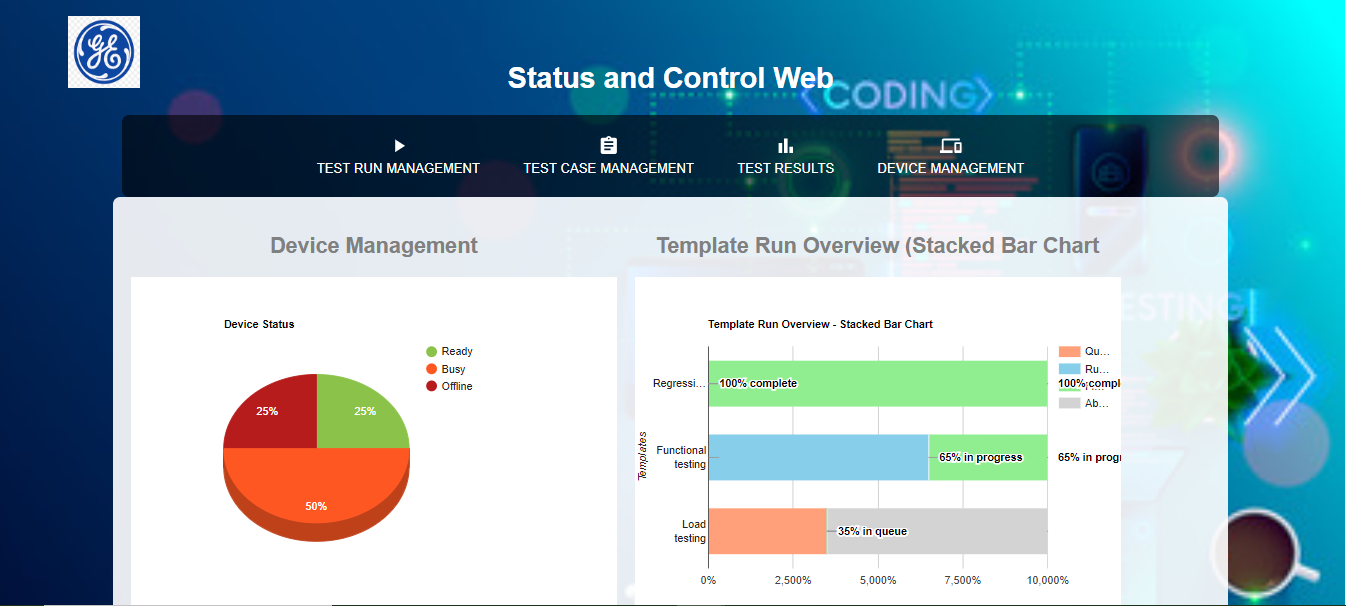 GE
Status and Control Web
CODING
TEST RUN MANAGEMENT
TEST CASE MANAGEMENT
TEST RESULTS
DEVICE MANAGEMENT
Device Management
Template Run Overview (Stacked Bar Chart
ESTING
Device Status
Ready
Busy
Offline
25%
25%
50%
Template Run Overview - Stacked Bar Chart
Qu…
Ru…
Ab…
Templates
Regressi…
100% complete
100% compl
Functional
testing
65% in progress
65% in progr
Load
testing
35% in queue
0%
2,500%
5,000%
7,500%
10,000%